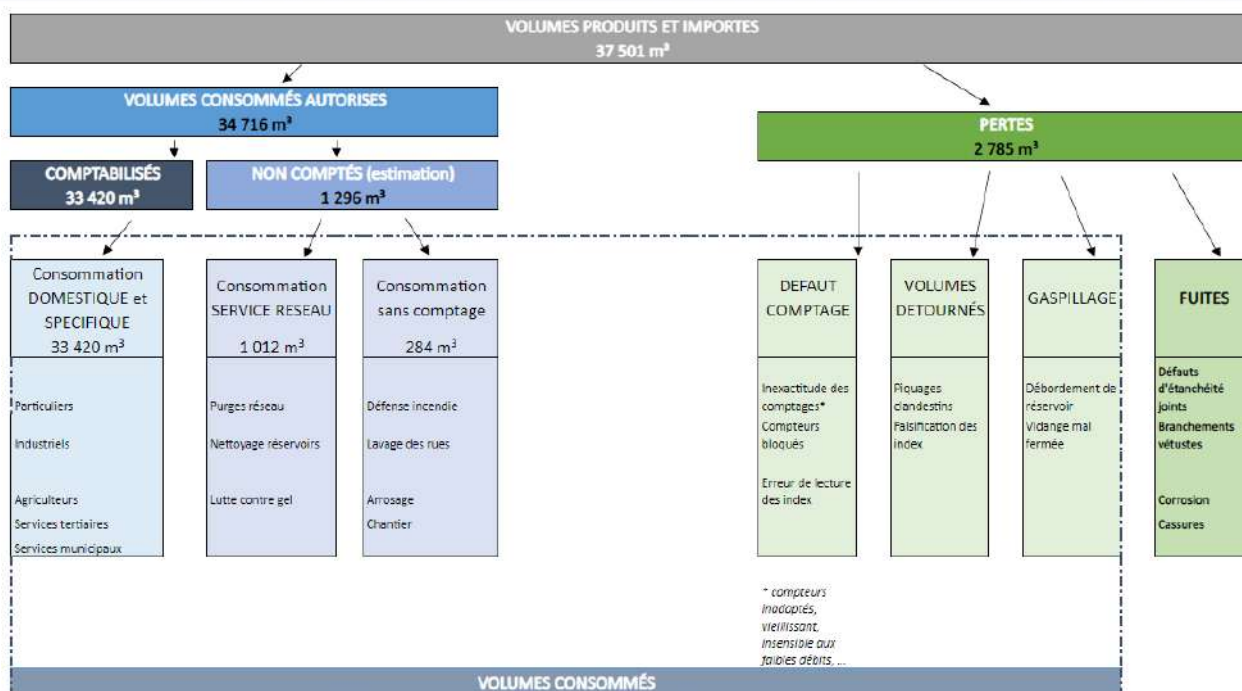 VOLUMES PRODUITS ET IMPORTES
37 501 m³
VOLUMES CONSOMMÉS AUTORISES
34 716 m³
PERTES
2 785 m³
COMPTABILISÉS
33 420 m³
NON COMPTÉS (estimation)
1 296 m³
Consommation
DOMESTIQUE et
SPECIFIQUE
33 420 m³
Particuliers
Industriels
Agriculteurs
Services tertiaires
Services municipaux
Consommation
SERVICE RESEAU
1 012 m³
Purges réseau
Nettoyage réservoirs
Lutte contre gel
Consommation
sans comptage
284 m³
Défense incendie
Lavage des rues
Arrosage
Chantier
DEFAUT
COMPTAGE
Inexactitude des
comptages*
Compteurs
bloqués
Erreur de lecture
des index
* compteurs
inadaptés,
vieillissant,
insensible aux
faibles débits, ...
VOLUMES
DETOURNÉS
Piquages
clandestins
Falsification des
index
GASPILLAGE
Débordement de
réservoir
Vidange mal
fermée
FUITES
Défauts
d'étanchéité
joints
Branchements
vétustes
Corrosion
Cassures
VOLUMES CONSOMMÉS